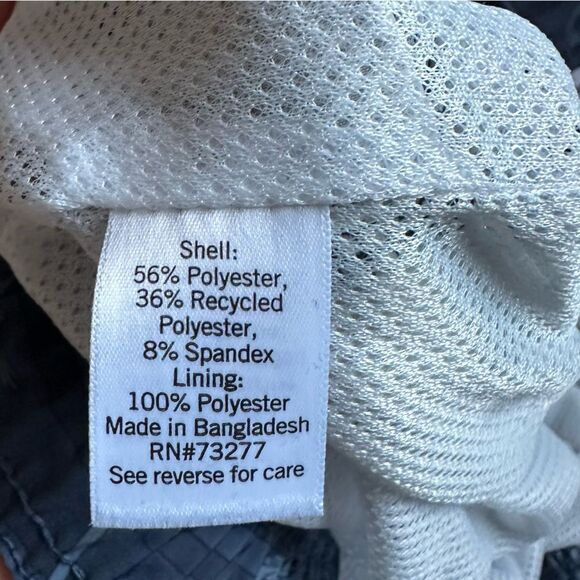 Shell:
56% Polyester,
36% Recycled
Polyester,
8% Spandex
Lining:
100% Polyester
Made in Bangladesh
RN#73277
See reverse for care